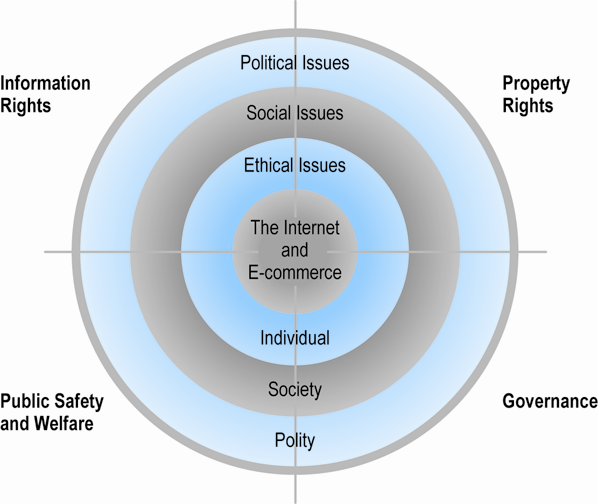 Political Issues
Information
Rights
Property
Rights
Social Issues
Ethical Issues
The Internet
and
E-commerce
Individual
Society
Public Safety
and Welfare
Governance
Polity